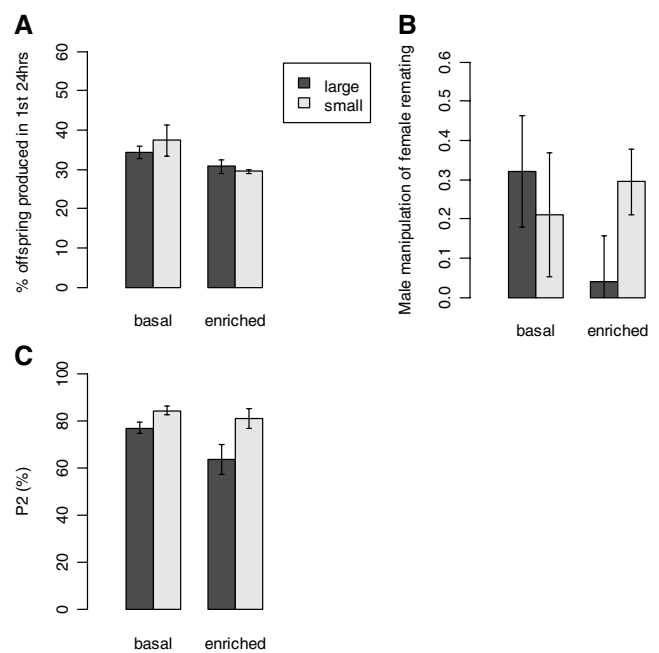 A
% offspring produced in 1st 24hrs
0
10
20
30
40
50
60
basal
enriched
large
small
B
Male manipulation of female remating
0.0
0.1
0.2
0.3
0.4
0.5
0.6
basal
enriched
C
P2 (%)
0
20
40
60
80
100
basal
enriched